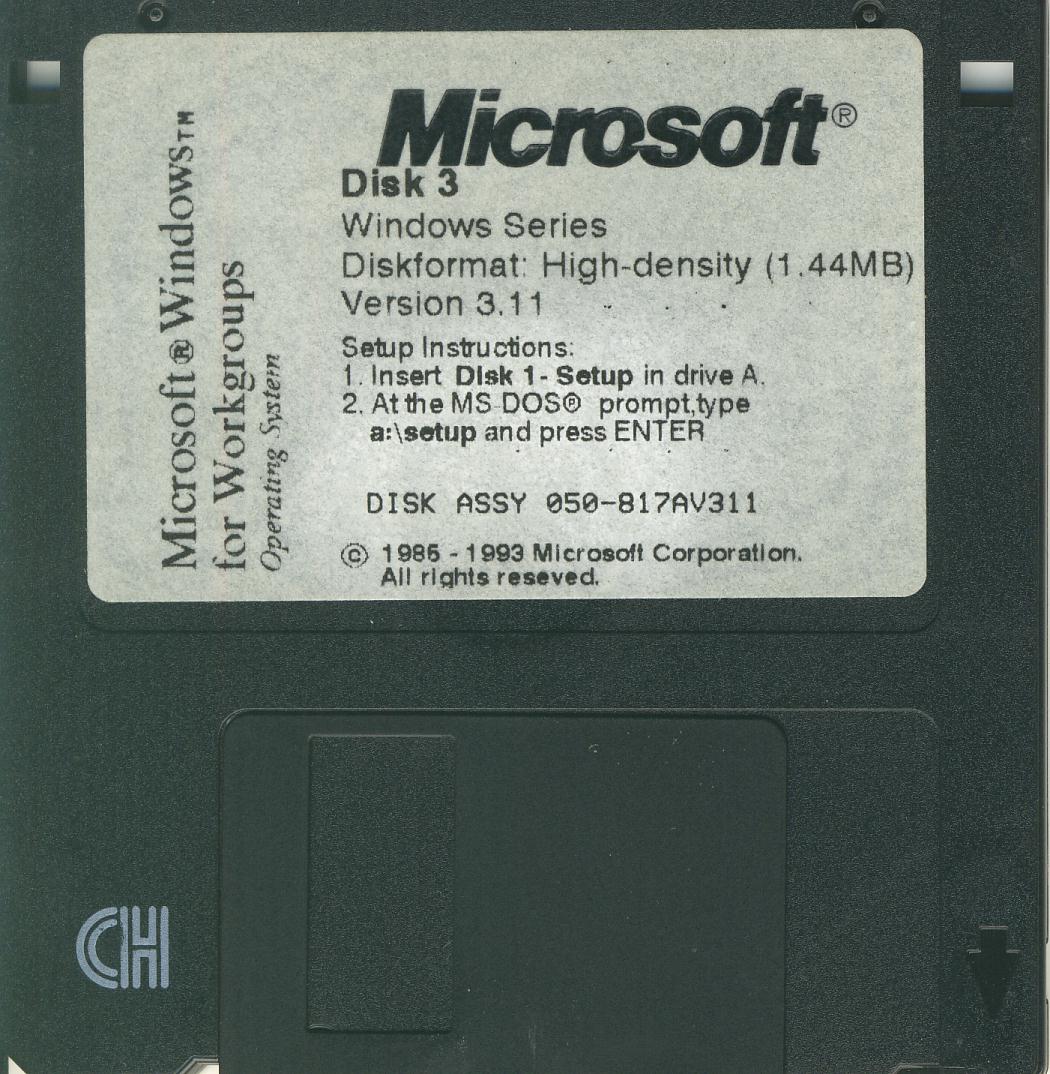 Microsoft® Windows™
for Workgroups
Operating System
Microsoft®
Disk 3
Windows Series
Diskformat: High-density (1.44MB)
Version 3.11
Setup Instructions:
1. Insert Disk 1- Setup in drive A.
2. At the MS-DOS® prompt,type
a:\setup and press ENTER
DISK ASSY 050-817AV311
© 1985 - 1993 Microsoft Corporation.
All rights reseved.
CH